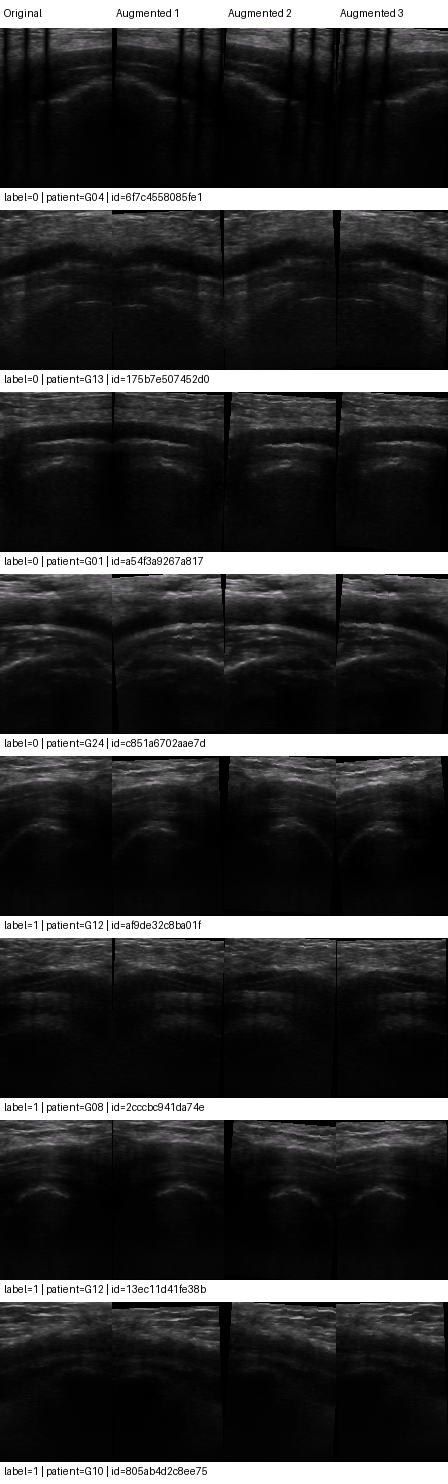 Original Augmented 1 Augmented 2 Augmented 3
label=0 | patient=G04 | id=6f7c4558085fe1
label=0 | patient=G13 | id=175b7e507452d0
label=0 | patient=G01 | id=a54f3a9267a817
label=0 | patient=G24 | id=c851a6702aae7d
label=1 | patient=G12 | id=af9de32c8ba01f
label=1 | patient=G08 | id=2cccbc941da74e
label=1 | patient=G12 | id=13ec11d41fe38b
label=1 | patient=G10 | id=805ab4d2c8ee75